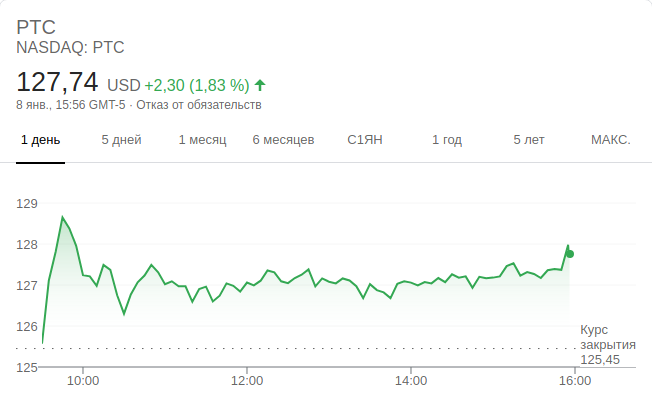 PTC
NASDAQ: PTC
127,74 USD +2,30 (1,83 %)
8 янв., 15:56 GMT-5 · Отказ от обязательств
1 день 5 дней 1 месяц 6 месяцев С1ЯН 1 год 5 лет МАКС.
129
128
127
126
125
Курс
закрытия
125,45
10:00 12:00 14:00 16:00